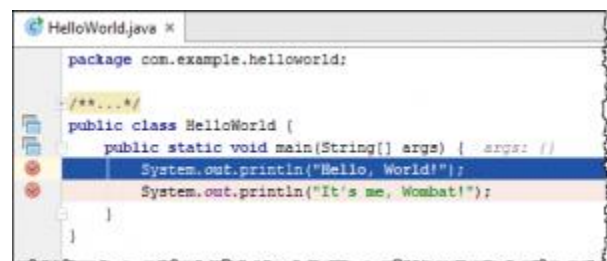 HelloWorld.java ×
package com.example.helloworld;
/**...*/
public class HelloWorld {
public static void main(String[] args) { args: {}
System.out.println("Hello, World!");
System.out.println("It's me, Wombat!");
}
}